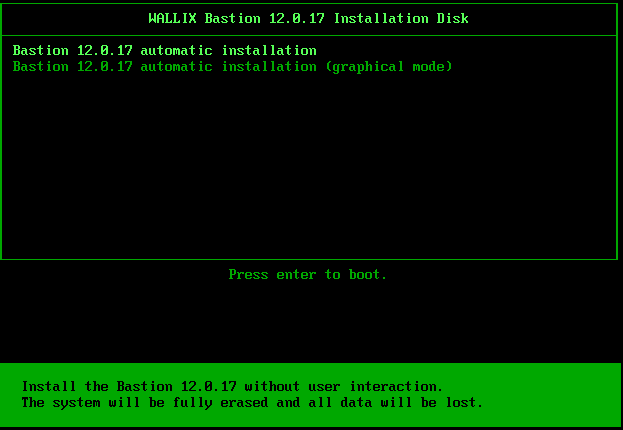 WALLIX Bastion 12.0.17 Installation Disk
Bastion 12.0.17 automatic installation
Bastion 12.0.17 automatic installation (graphical mode)
Press enter to boot.
Install the Bastion 12.0.17 without user interaction.
The system will be fully erased and all data will be lost.